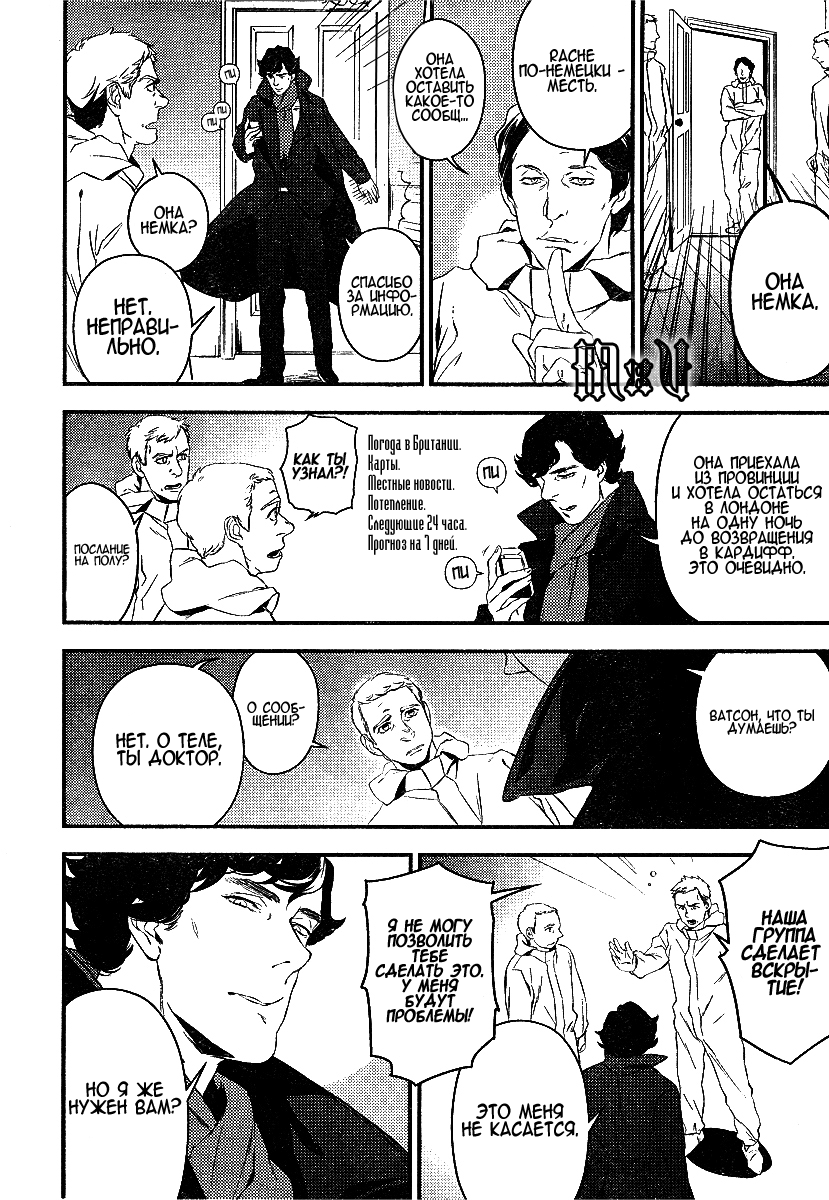 ОНА
НЕМКА.
RACHE
ПО-НЕМЕЦКИ -
МЕСТЬ.
ОНА
ХОТЕЛА
ОСТАВИТЬ
КАКОЕ-ТО
СООБЩ...
M×V
ПИ
ПИ
ПИ
СПАСИБО
ЗА ИНФО-
РМАЦИЮ.
ОНА
НЕМКА?
НЕТ.
НЕПРАВИ-
ЛЬНО.
ОНА ПРИЕХАЛА
ИЗ ПРОВИНЦИИ
И ХОТЕЛА ОСТАТЬСЯ
В ЛОНДОНЕ
НА ОДНУ НОЧЬ
ДО ВОЗВРАЩЕНИЯ
В КАРДИФФ,
ЭТО ОЧЕВИДНО.
ПИ
ПИ
Погода в Британии.
Карты.
Местные новости.
Потепление.
Следующие 24 часа.
Прогноз на 7 дней.
КАК ТЫ
УЗНАЛ?!
ПОСЛАНИЕ
НА ПОЛУ?
ВАТСОН, ЧТО ТЫ
ДУМАЕШЬ?
О СООБ-
ЩЕНИИ?
НЕТ. О ТЕЛЕ,
ТЫ ДОКТОР.
НАША
ГРУППА
СДЕЛАЕТ
ВСКРЫ-
ТИЕ!
ЭТО МЕНЯ
НЕ КАСАЕТСЯ.
Я НЕ МОГУ
ПОЗВОЛИТЬ
ТЕБЕ
СДЕЛАТЬ ЭТО.
У МЕНЯ
БУДУТ
ПРОБЛЕМЫ!
НО Я ЖЕ
НУЖЕН ВАМ?